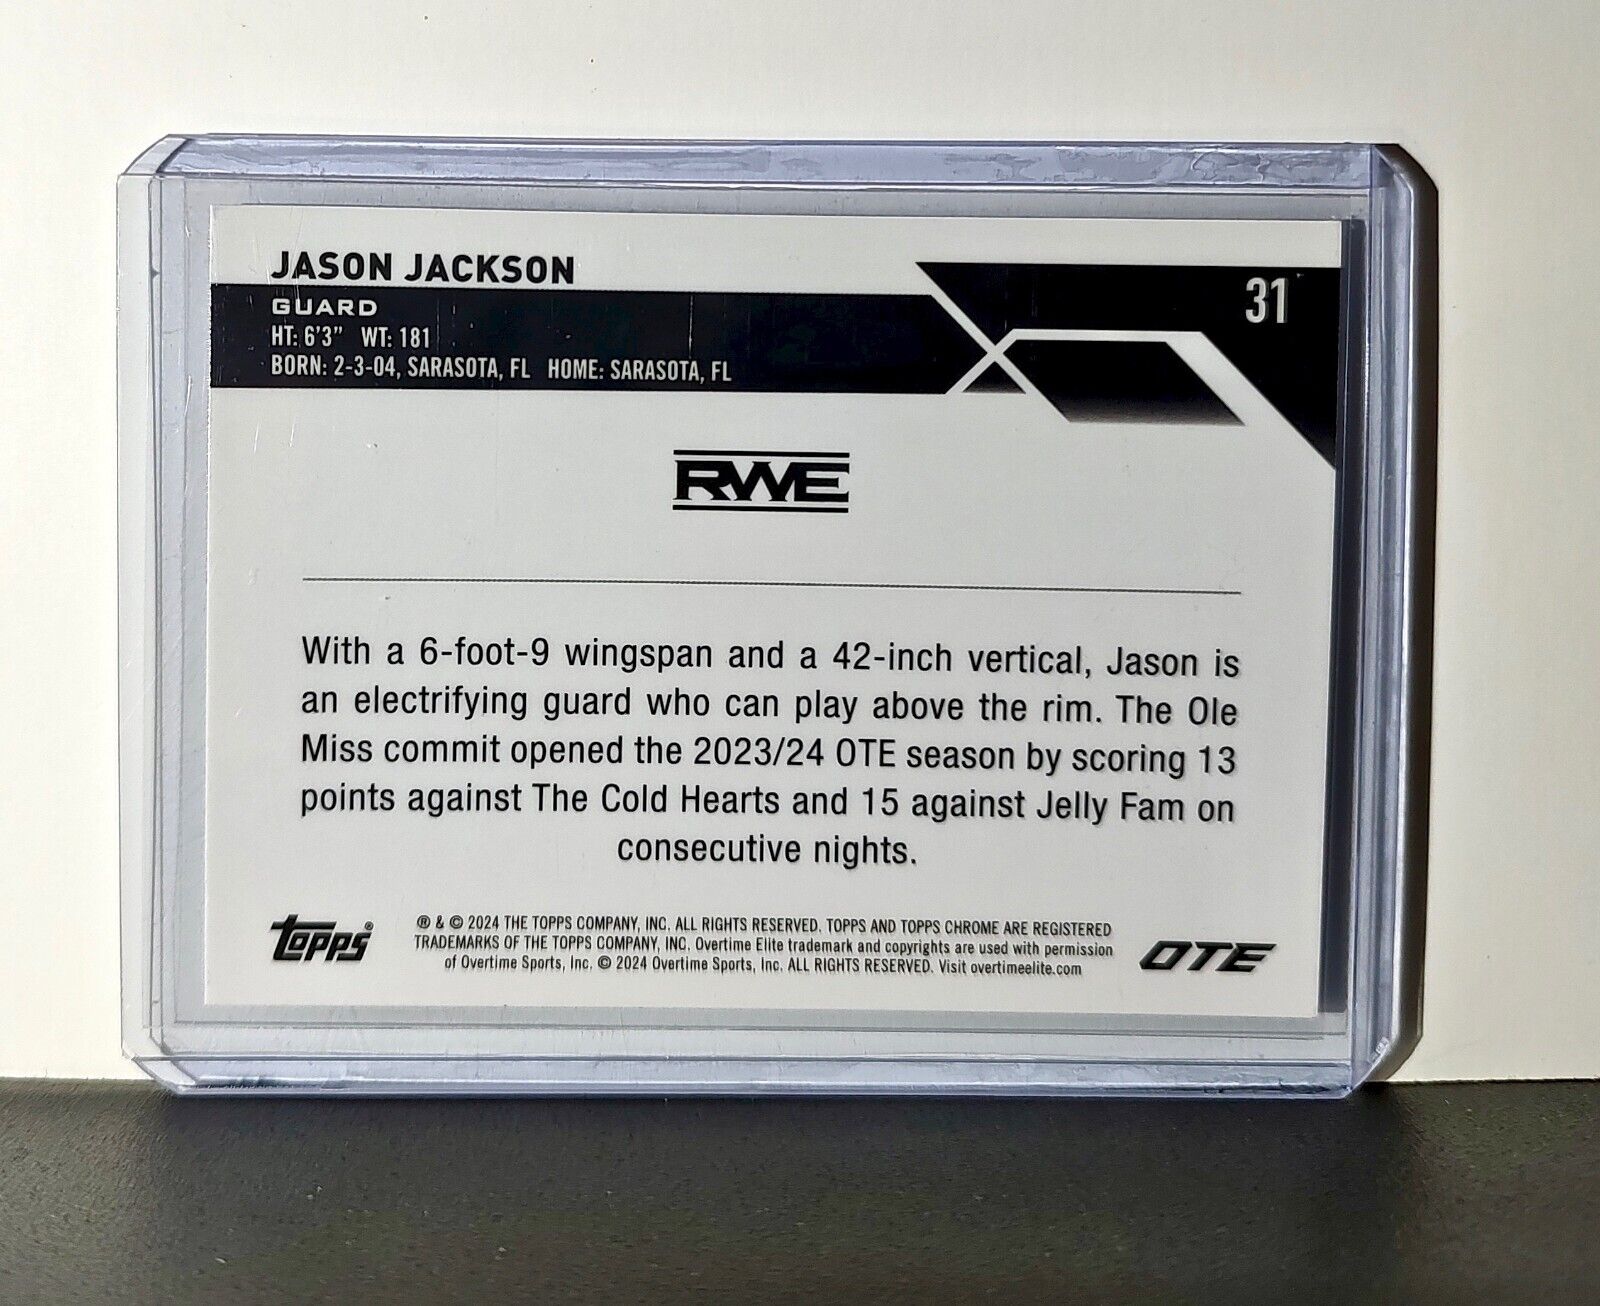 JASON JACKSON
31
GUARD
HT: 6'3" WT: 181
BORN: 2-3-04, SARASOTA, FL HOME: SARASOTA, FL
RWE
With a 6-foot-9 wingspan and a 42-inch vertical, Jason is
an electrifying guard who can play above the rim. The Ole
Miss commit opened the 2023/24 OTE season by scoring 13
points against The Cold Hearts and 15 against Jelly Fam on
consecutive nights.
topps®
® & © 2024 THE TOPPS COMPANY, INC. ALL RIGHTS RESERVED. TOPPS AND TOPPS CHROME ARE REGISTERED
TRADEMARKS OF THE TOPPS COMPANY, INC. Overtime Elite trademark and copyrights are used with permission
of Overtime Sports, Inc. © 2024 Overtime Sports, Inc. ALL RIGHTS RESERVED. Visit overtimeelite.com
OTE